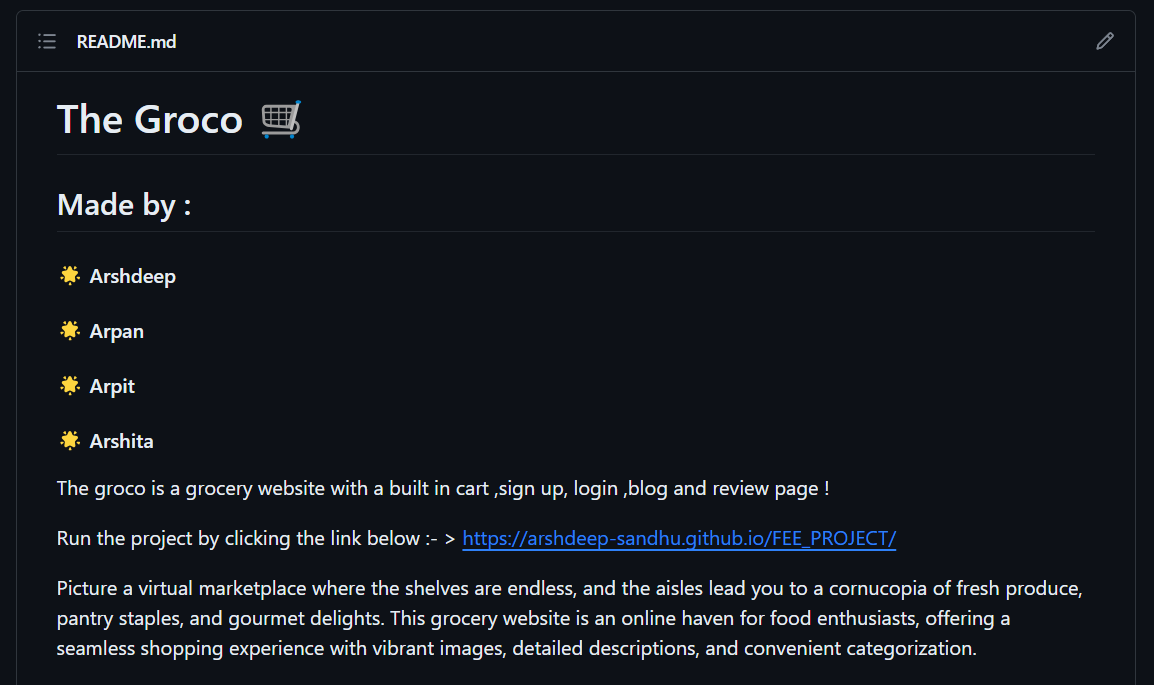 README.md
The Groco
Made by :
Arshdeep
Arpan
Arpit
Arshita
The groco is a grocery website with a built in cart ,sign up, login ,blog and review page !
Run the project by clicking the link below :- > https://arshdeep-sandhu.github.io/FEE_PROJECT/
Picture a virtual marketplace where the shelves are endless, and the aisles lead you to a cornucopia of fresh produce,
pantry staples, and gourmet delights. This grocery website is an online haven for food enthusiasts, offering a
seamless shopping experience with vibrant images, detailed descriptions, and convenient categorization.